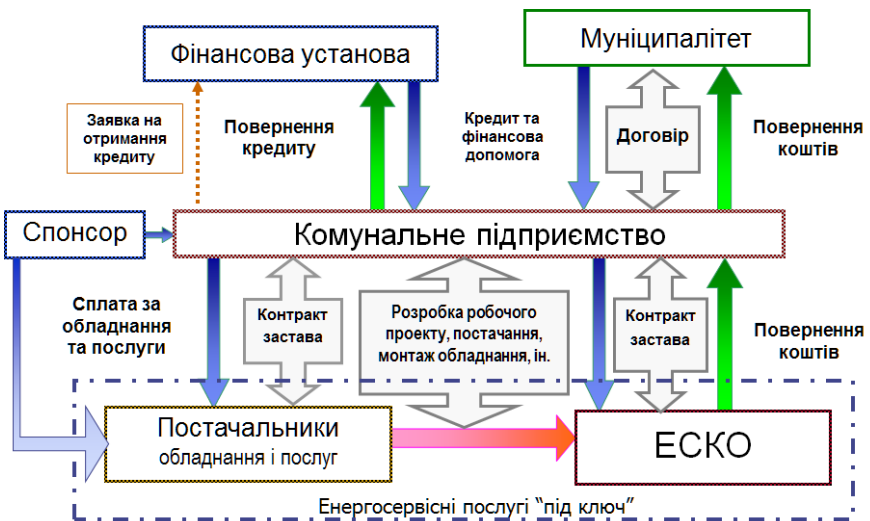 Фінансова установа
Муніципалітет
Заявка на
отримання
кредиту
Повернення
кредиту
Кредит та
фінансова
допомога
Договір
Повернення
коштів
Спонсор
Комунальне підприємство
Сплата за
обладнання
та послуги
Контракт
застава
Розробка робочого
проекту, постачання,
монтаж обладнання, ін.
Контракт
застава
Повернення
коштів
Постачальники
обладнання і послуг
ЕСКО
Енергосервісні послугі “під ключ”